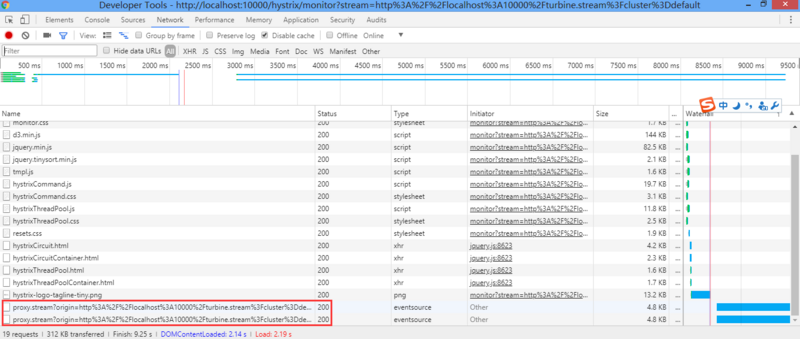 Developer Tools - http://localhost:10000/hystrix/monitor?stream=http%3A%2F%2Flocalhost%3A10000%2Fturbine.stream%3Fcluster%3Ddefault
Elements Console Sources Network Performance Memory Application Security Audits
View: Group by frame Preserve log Disable cache Offline Online
Filter Hide data URLs All XHR JS CSS Img Media Font Doc WS Manifest Other
500 ms 1000 ms 1500 ms 2000 ms 2500 ms 3000 ms 3500 ms 4000 ms 4500 ms 5000 ms 5500 ms 6000 ms 6500 ms 7000 ms 7500 ms 8000 ms 8500 ms 9000 ms 9500
S 中
Name Status Type Initiator Size ... Waterfall
monitor.css 200 stylesheet monitor?stream=http%3A%2F%2Flo... 1.7 KB ...
d3.min.js 200 script monitor?stream=http%3A%2F%2Flo... 144 KB ...
jquery.min.js 200 script monitor?stream=http%3A%2F%2Flo... 82.5 KB ...
jquery.tinysort.min.js 200 script monitor?stream=http%3A%2F%2Flo... 2.1 KB ...
tmpl.js 200 script monitor?stream=http%3A%2F%2Flo... 1.6 KB ...
hystrixCommand.js 200 script monitor?stream=http%3A%2F%2Flo... 19.7 KB ...
hystrixCommand.css 200 stylesheet monitor?stream=http%3A%2F%2Flo... 3.1 KB ...
hystrixThreadPool.js 200 script monitor?stream=http%3A%2F%2Flo... 11.8 KB ...
hystrixThreadPool.css 200 stylesheet monitor?stream=http%3A%2F%2Flo... 2.5 KB ...
resets.css 200 stylesheet monitor?stream=http%3A%2F%2Flo... 1.9 KB ...
hystrixCircuit.html 200 xhr jquery.js:8623 4.2 KB ...
hystrixCircuitContainer.html 200 xhr jquery.js:8623 2.3 KB ...
hystrixThreadPool.html 200 xhr jquery.js:8623 1.6 KB ...
hystrixThreadPoolContainer.html 200 xhr jquery.js:8623 1.7 KB ...
hystrix-logo-tagline-tiny.png 200 png monitor?stream=http%3A%2F%2Flo... 13.2 KB ...
proxy.stream?origin=http%3A%2F%2Flocalhost%3A10000%2Fturbine.stream%3Fcluster%3Dde... 200 eventsource Other 4.8 KB ...
proxy.stream?origin=http%3A%2F%2Flocalhost%3A10000%2Fturbine.stream%3Fcluster%3Dde... 200 eventsource Other 4.8 KB ...
19 requests | 312 KB transferred | Finish: 9.25 s | DOMContentLoaded: 2.14 s | Load: 2.19 s